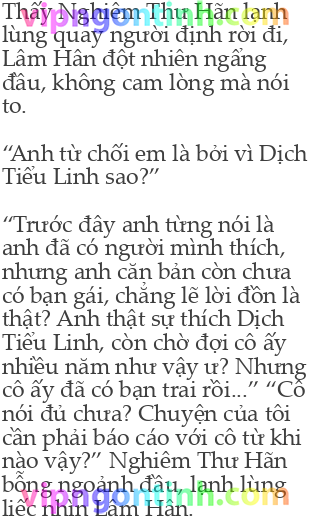 Thấy Nghiêm Thư Hãn lạnh
lùng quay người định rời đi,
Lâm Hân đột nhiên ngẩng
đầu, không cam lòng mà nói
to.
“Anh từ chối em là bởi vì Dịch
Tiểu Linh sao?”
“Trước đây anh từng nói là
anh đã có người mình thích,
nhưng anh căn bản còn chưa
có bạn gái, chẳng lẽ lời đồn là
thật? Anh thật sự thích Dịch
Tiểu Linh, còn chờ đợi cô ấy
nhiều năm như vậy ư? Nhưng
cô ấy đã có bạn trai rồi...” “Cô
nói đủ chưa? Chuyện của tôi
cần phải báo cáo với cô từ khi
nào vậy?” Nghiêm Thư Hãn
bỗng ngoảnh đầu, lạnh lùng
liếc nhìn Lâm Hân.
vipngontinh.com
vipngontinh.com